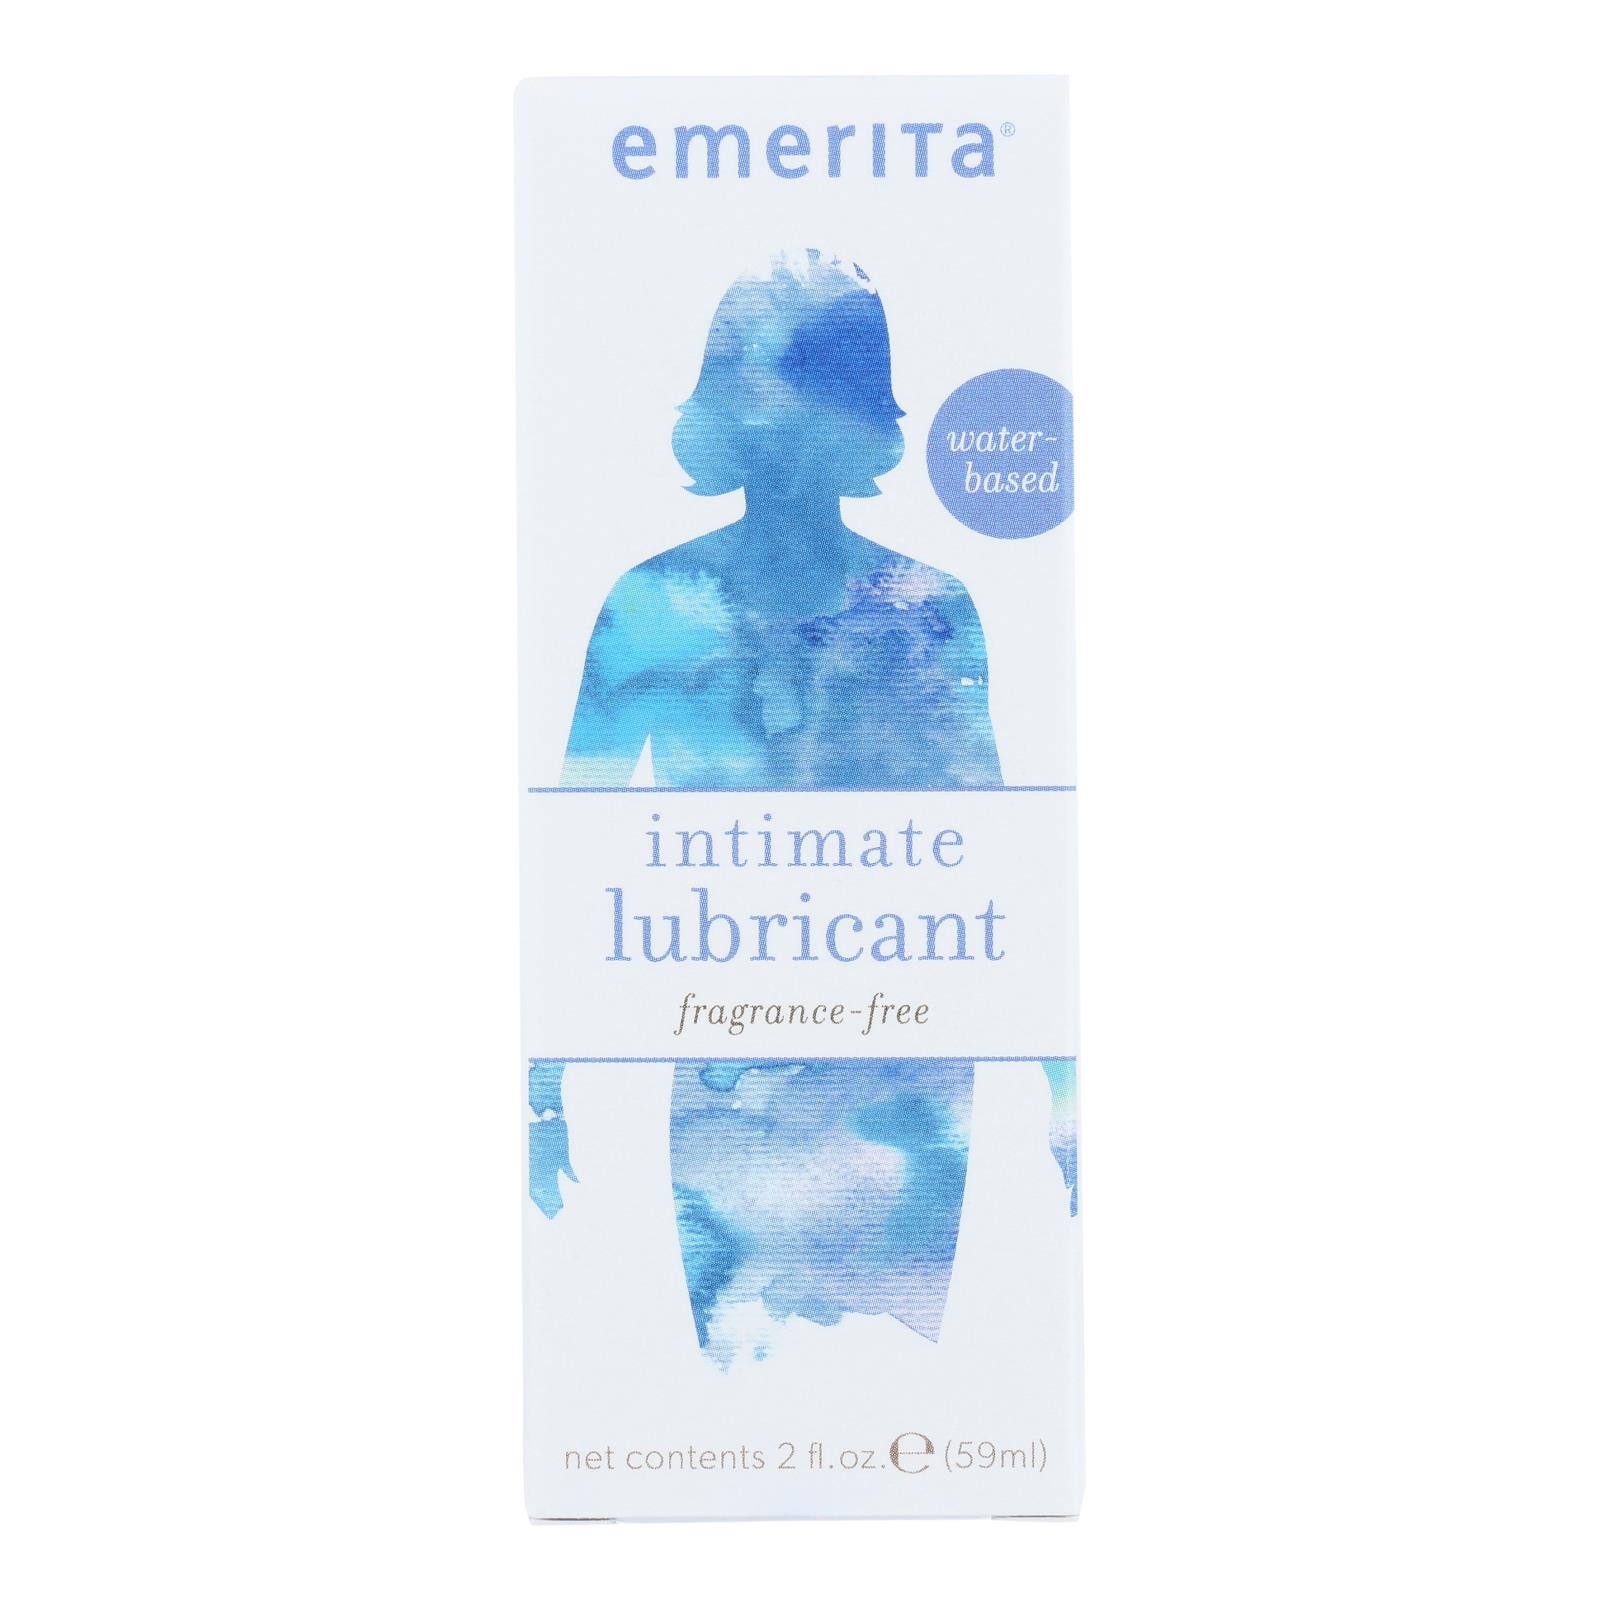 emerita®
water-
based
intimate
lubricant
fragrance-free
net contents 2 fl.oz.℮(59ml)